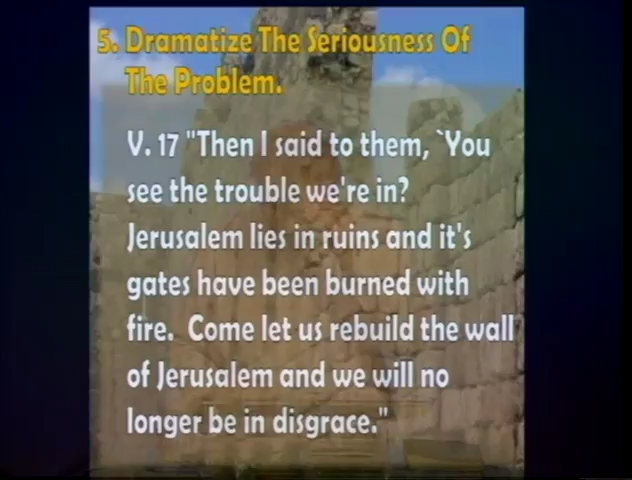 5. Dramatize The Seriousness Of
The Problem.
V. 17 "Then I said to them, `You
see the trouble we're in?
Jerusalem lies in ruins and it's
gates have been burned with
fire.  Come let us rebuild the wall
of Jerusalem and we will no
longer be in disgrace."